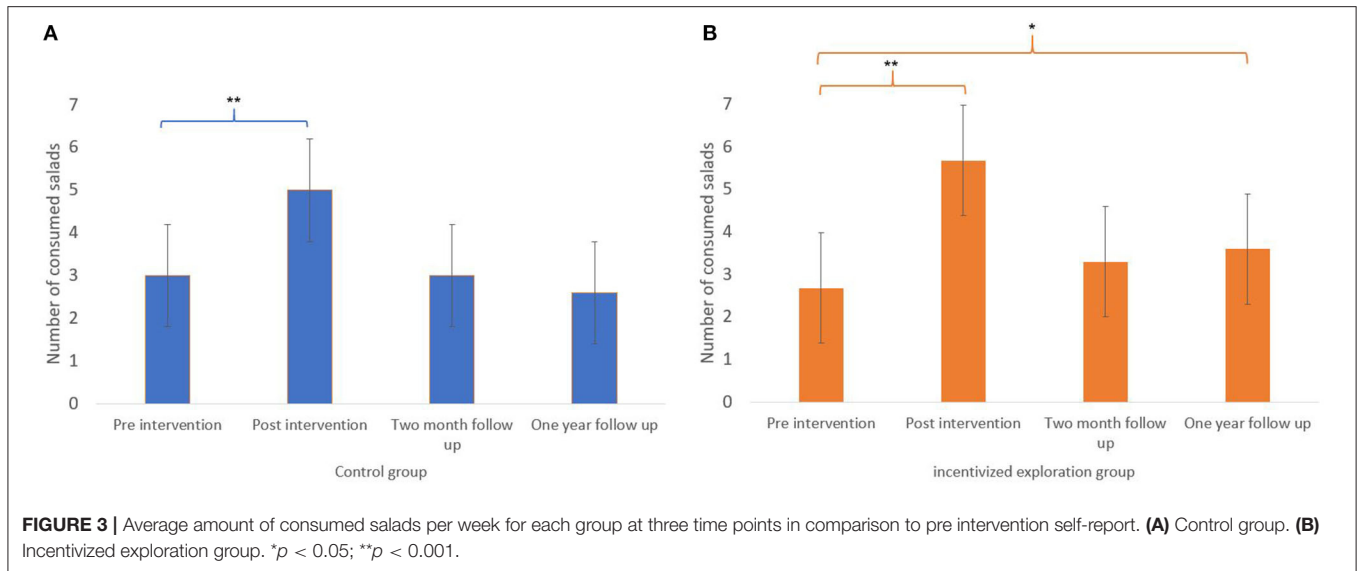 A
**
7
6
5
4
3
2
1
0
Number of consumed salads
Pre intervention
Post intervention
Two month follow
up
One year follow up
Control group
B
*
**
7
6
5
4
3
2
1
0
Number of consumed salads
Pre intervention
Post intervention
Two month follow
up
One year follow up
incentivized exploration group
FIGURE 3 | Average amount of consumed salads per week for each group at three time points in comparison to pre intervention self-report. (A) Control group. (B)
Incentivized exploration group. *p < 0.05; **p < 0.001.